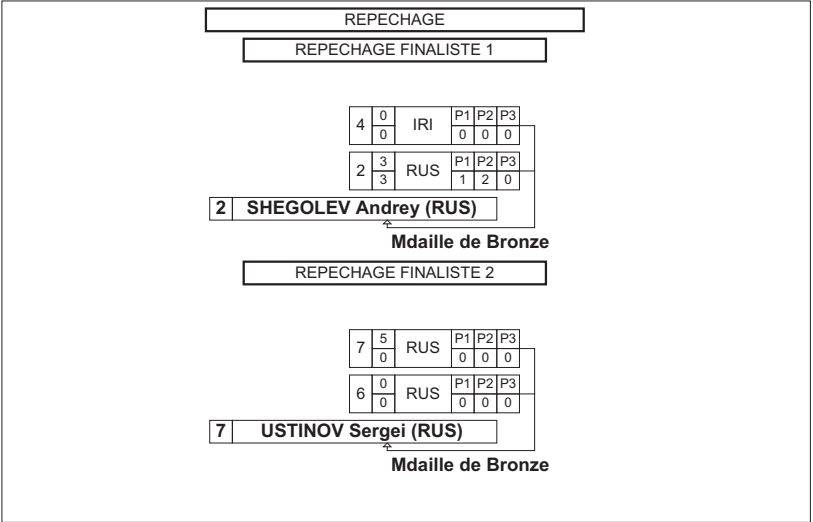 REPECHAGE
REPECHAGE FINALISTE 1
4 0 IRI P1 P2 P3
0 0 0 0
2 3 RUS P1 P2 P3
3 1 2 0
2 SHEGOLEV Andrey (RUS)
Mdaille de Bronze
REPECHAGE FINALISTE 2
7 5 RUS P1 P2 P3
0 0 0 0
6 0 RUS P1 P2 P3
0 0 0 0
7 USTINOV Sergei (RUS)
Mdaille de Bronze